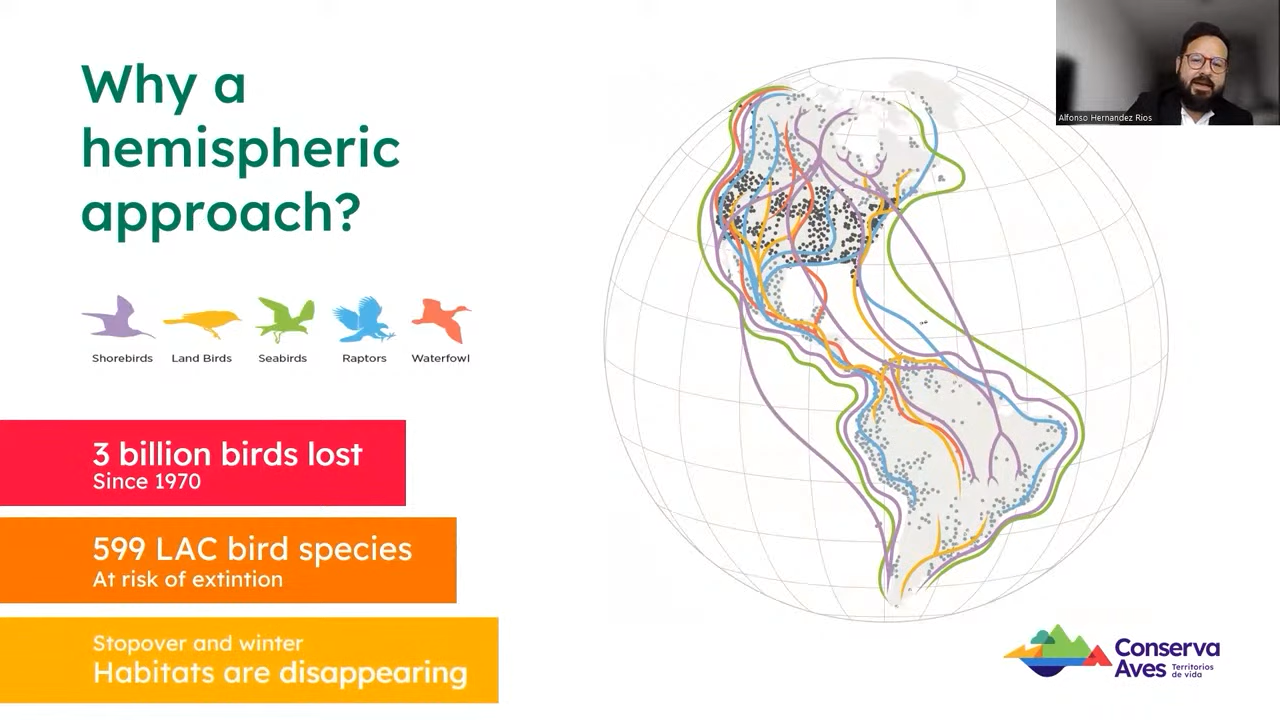 Why a
hemispheric
approach?
Shorebirds
Land Birds
Seabirds
Raptors
Waterfowl
3 billion birds lost
Since 1970
599 LAC bird species
At risk of extintion
Stopover and winter
Habitats are disappearing
Alfonso Hernandez Rios
Conserva
Aves Territorios
de vida